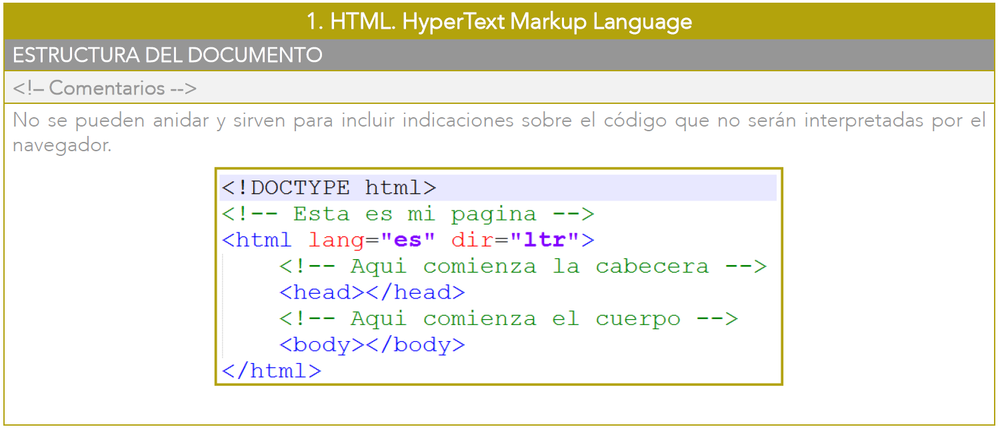 1. HTML. HyperText Markup Language
ESTRUCTURA DEL DOCUMENTO
<!– Comentarios -->
No se pueden anidar y sirven para incluir indicaciones sobre el código que no serán interpretadas por el
navegador.
<!DOCTYPE html>
<!-- Esta es mi pagina -->
<html lang="es" dir="ltr">
    <!-- Aqui comienza la cabecera -->
    <head></head>
    <!-- Aqui comienza el cuerpo -->
    <body></body>
</html>